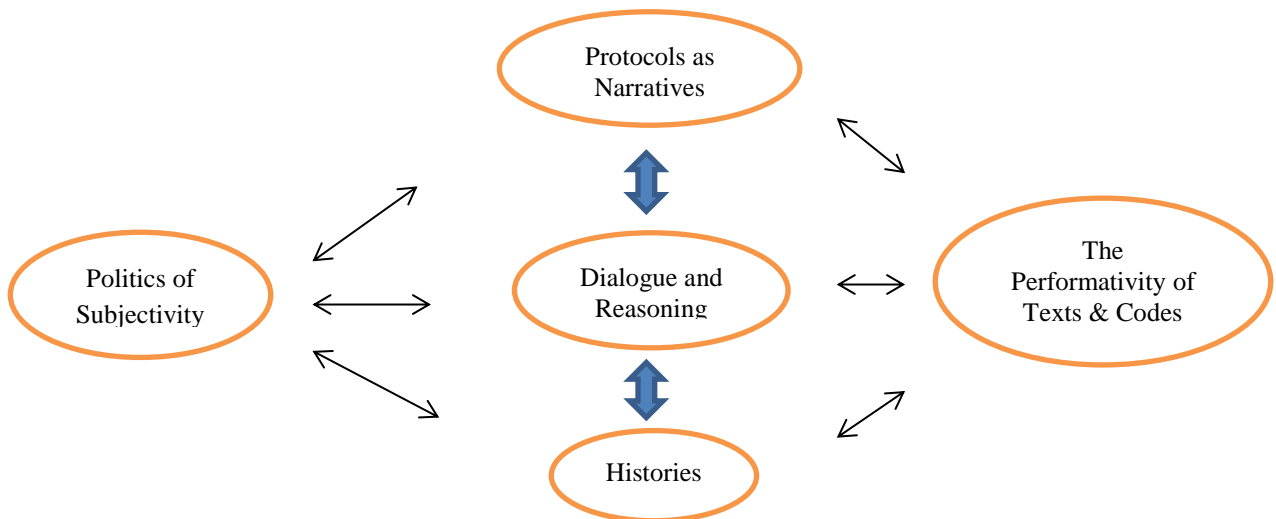 Protocols as
Narratives
Politics of
Subjectivity
Dialogue and
Reasoning
The
Performativity of
Texts & Codes
Histories